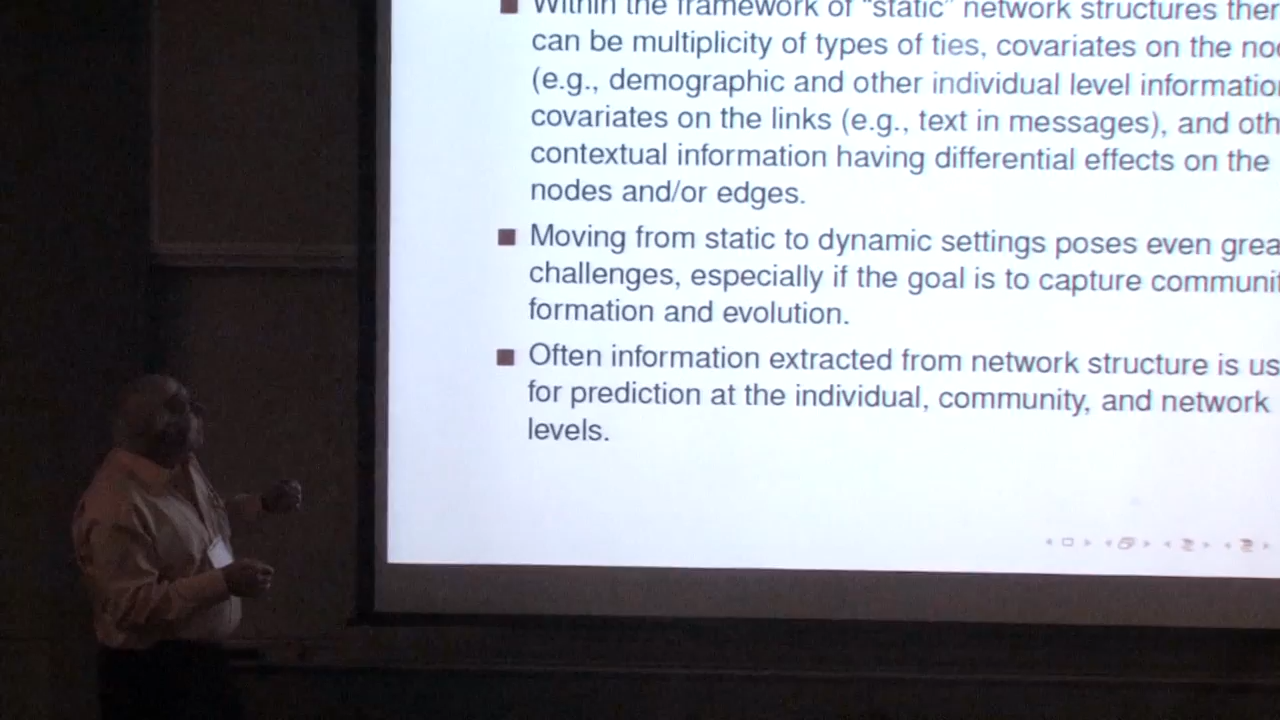 Within the framework of "static" network structures ther
can be multiplicity of types of ties, covariates on the no
(e.g., demographic and other individual level informatio
covariates on the links (e.g., text in messages), and oth
contextual information having differential effects on the
nodes and/or edges.
Moving from static to dynamic settings poses even grea
challenges, especially if the goal is to capture communi
formation and evolution.
Often information extracted from network structure is us
for prediction at the individual, community, and network
levels.